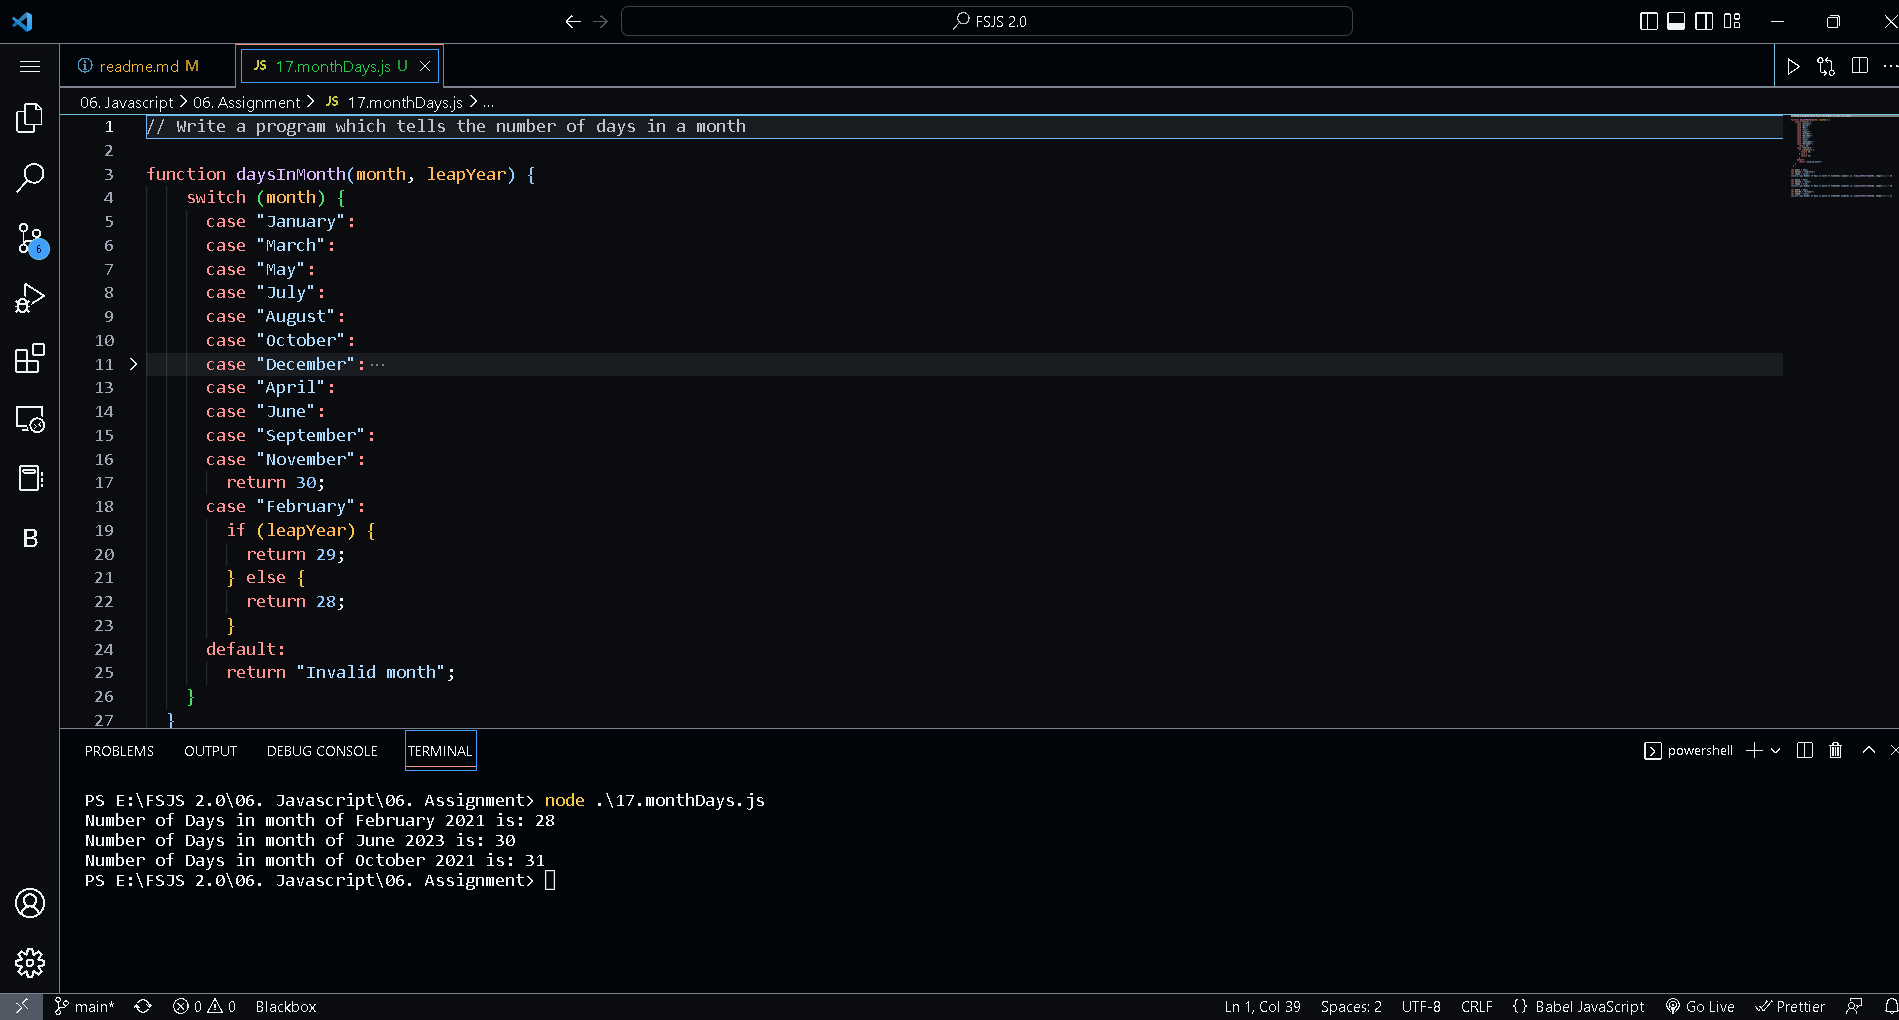 FSJS 2.0
readme.md M
JS 17.monthDays.js U
06. Javascript > 06. Assignment > JS 17.monthDays.js > ...
1 // Write a program which tells the number of days in a month
2
3 function daysInMonth(month, leapYear) {
4 switch (month) {
5 case "January":
6 case "March":
7 case "May":
8 case "July":
9 case "August":
10 case "October":
11 case "December": ...
13 case "April":
14 case "June":
15 case "September":
16 case "November":
17 return 30;
18 case "February":
19 if (leapYear) {
20 return 29;
21 } else {
22 return 28;
23 }
24 default:
25 return "Invalid month";
26 }
27 }
6
B
PROBLEMS OUTPUT DEBUG CONSOLE TERMINAL
powershell
PS E:\FSJS 2.0\06. Javascript\06. Assignment> node .\17.monthDays.js
Number of Days in month of February 2021 is: 28
Number of Days in month of June 2023 is: 30
Number of Days in month of October 2021 is: 31
PS E:\FSJS 2.0\06. Javascript\06. Assignment>
main* 0 0 Blackbox
Ln 1, Col 39 Spaces: 2 UTF-8 CRLF {} Babel JavaScript Go Live Prettier